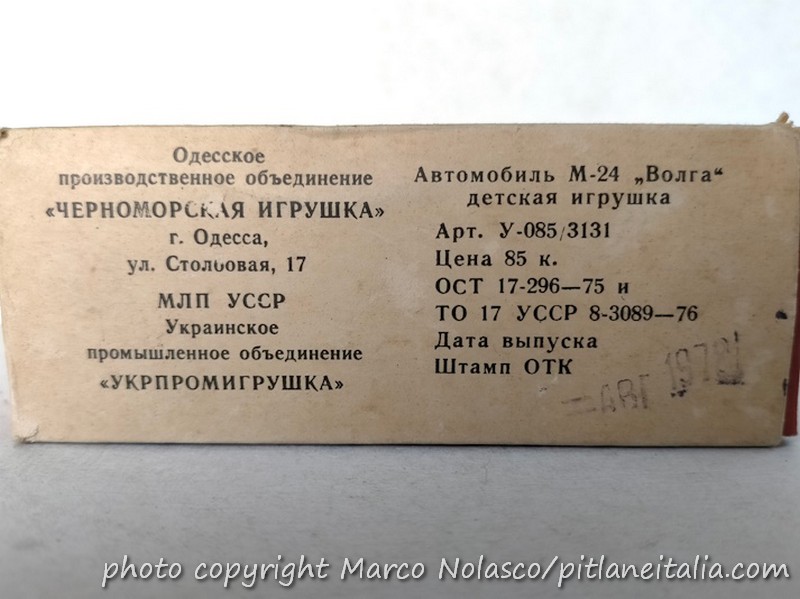 Одесское
производственное объединение
«ЧЕРНОМОРСКАЯ ИГРУШКА»
г. Одесса,
ул. Столбовая, 17
МЛП УССР
Украинское
промышленное объединение
«УКРПРОМИГРУШКА»
Автомобиль М-24 „Волга“
детская игрушка
Арт. У-085/3131
Цена 85 к.
ОСТ 17-296—75 и
ТО 17 УССР 8-3089—76
Дата выпуска
Штамп ОТК
АВГ
photo copyright Marco Nolasco/pitlaneitalia.com